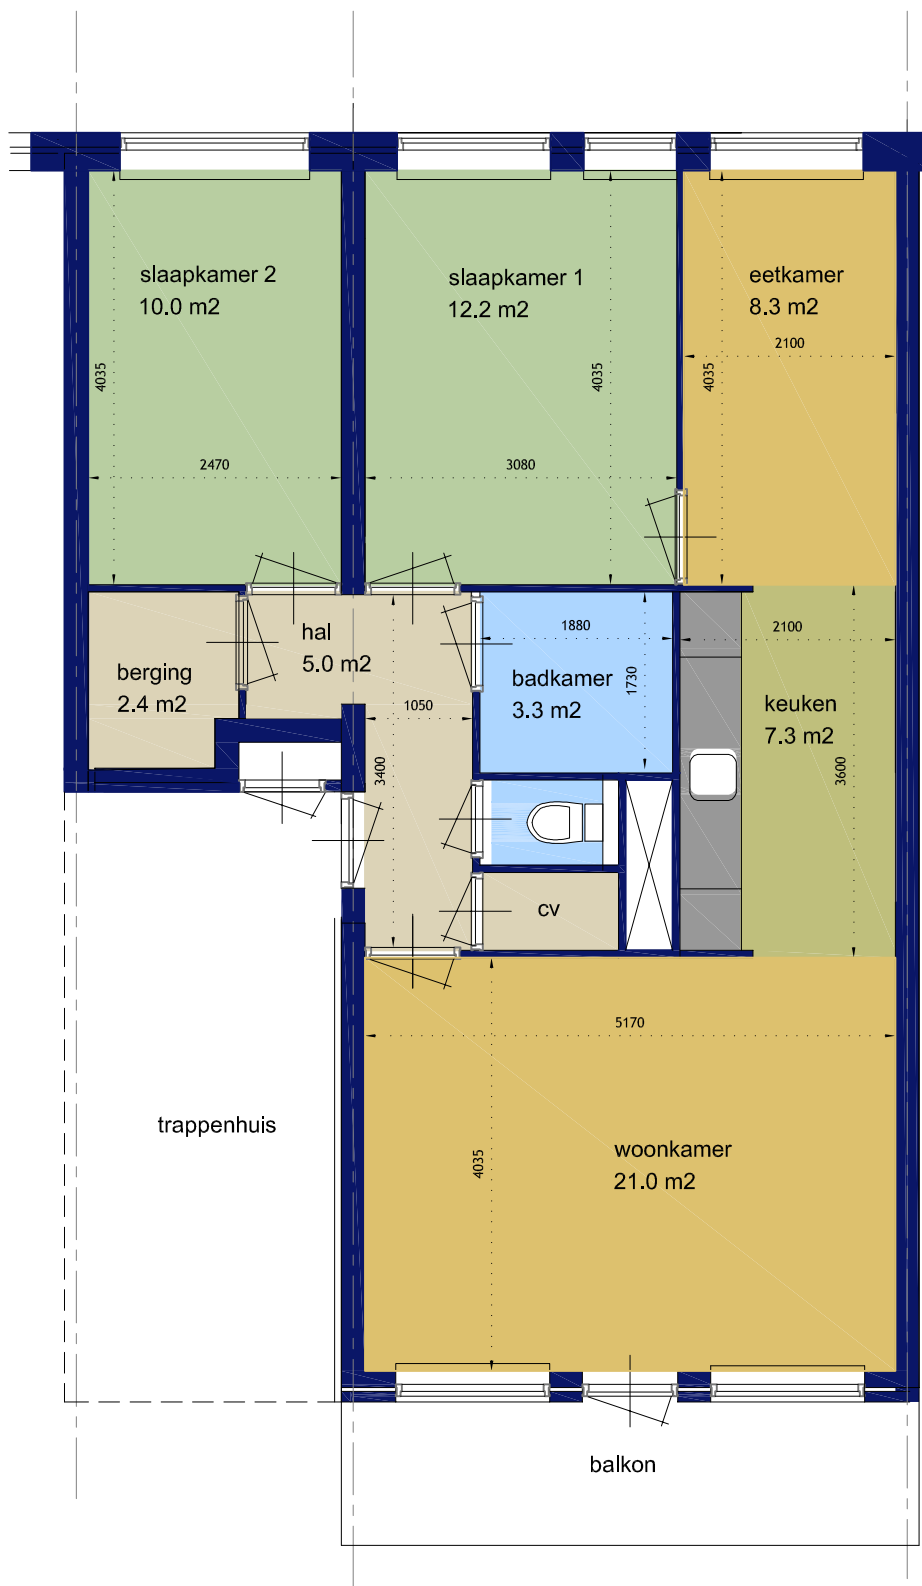 slaapkamer 2
10.0 m2
slaapkamer 1
12.2 m2
eetkamer
8.3 m2
2100
4035
4035
4035
2470
3080
hal
5.0 m2
berging
2.4 m2
1880
badkamer
3.3 m2
1730
2100
keuken
7.3 m2
1050
3400
3600
cv
5170
trappenhuis
4035
woonkamer
21.0 m2
balkon